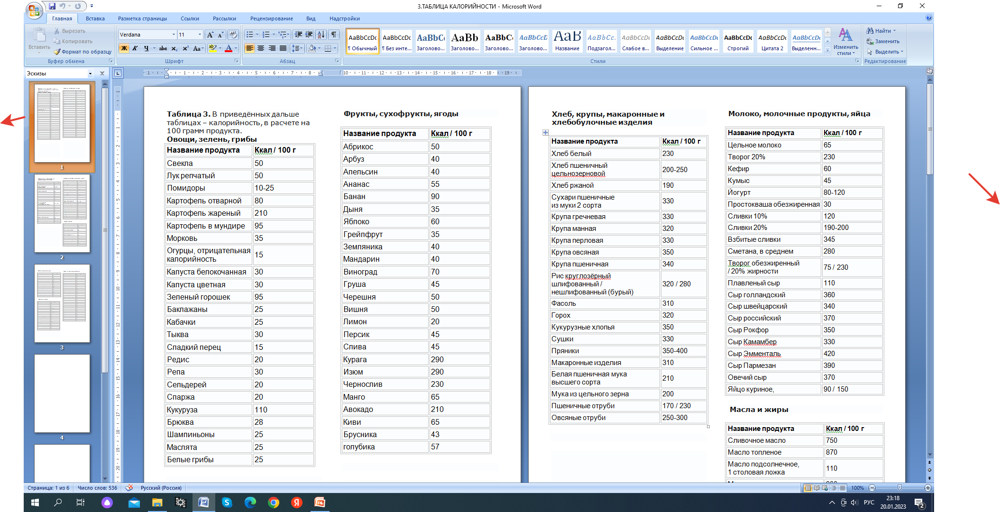 3.ТАБЛИЦА КАЛОРИЙНОСТИ - Microsoft Word
Главная Вставка Разметка страницы Ссылки Рассылки Рецензирование Вид Надстройки
Вставить
Вырезать
Копировать
Формат по образцу
Буфер обмена
Verdana 11
Ж К Ч abc x₂ x² Aa
Шрифт
Абзац
AaBbCcDc AaBbCcDc AaBbC AaBb AaBbC AaBbCcD AaB AaBbCc. AaBbCcDc AaBbCcDc AaBbCcDc AaBbCcDc AaBbCcDc AaBbCcDc
¶ Обычный ¶ Без инте... Заголово... Заголово... Заголово... Заголово... Название Подзагол... Слабое в... Выделение Сильное ... Строгий Цитата 2 Выделенн...
Стили
Изменить
стили
Найти
Заменить
Выделить
Редактирование
Эскизы
1
2
3
4
Таблица 3. В приведённых дальше
таблицах – калорийность, в расчете на
100 грамм продукта.
Овощи, зелень, грибы
Название продукта Ккал / 100 г
Свекла 50
Лук репчатый 50
Помидоры 10-25
Картофель отварной 80
Картофель жареный 210
Картофель в мундире 95
Морковь 35
Огурцы, отрицательная
калорийность 15
Капуста белокочанная 30
Капуста цветная 30
Зеленый горошек 95
Баклажаны 25
Кабачки 25
Тыква 30
Сладкий перец 15
Редис 20
Репа 30
Сельдерей 20
Спаржа 20
Кукуруза 110
Брюква 28
Шампиньоны 25
Маслята 25
Белые грибы 25
Фрукты, сухофрукты, ягоды
Название продукта Ккал / 100 г
Абрикос 50
Арбуз 40
Апельсин 40
Ананас 55
Банан 90
Дыня 35
Яблоко 60
Грейпфрут 35
Земляника 40
Мандарин 40
Виноград 70
Груша 45
Черешня 50
Вишня 50
Лимон 20
Персик 45
Слива 45
Курага 290
Изюм 290
Чернослив 230
Манго 65
Авокадо 210
Киви 65
Брусника 43
голубика 57
Хлеб, крупы, макаронные и
хлебобулочные изделия
Название продукта Ккал / 100 г
Хлеб белый 230
Хлеб пшеничный
цельнозерновой 200-250
Хлеб ржаной 190
Сухари пшеничные
из муки 2 сорта 330
Крупа гречневая 330
Крупа манная 320
Крупа перловая 330
Крупа овсяная 350
Крупа пшеничная 340
Рис круглозёрный
шлифованный / 320 / 280
нешлифованный (бурый)
Фасоль 310
Горох 320
Кукурузные хлопья 350
Сушки 330
Пряники 350-400
Макаронные изделия 310
Белая пшеничная мука
высшего сорта 210
Мука из цельного зерна 200
Пшеничные отруби 170 / 230
Овсяные отруби 250-300
Молоко, молочные продукты, яйца
Название продукта Ккал / 100 г
Цельное молоко 65
Творог 20% 230
Кефир 60
Кумыс 45
Йогурт 80-120
Простокваша обезжиренная 30
Сливки 10% 120
Сливки 20% 190-200
Взбитые сливки 345
Сметана, в среднем 280
Творог обезжиренный
/ 20% жирности 75 / 230
Плавленый сыр 110
Сыр голландский 360
Сыр швейцарский 340
Сыр российский 370
Сыр Рокфор 350
Сыр Камамбер 330
Сыр Эмменталь 420
Сыр Пармезан 390
Овечий сыр 370
Яйцо куриное, 90 / 150
Масла и жиры
Название продукта Ккал / 100 г
Сливочное масло 750
Масло топленое 870
Масло подсолнечное,
1 столовая ложка 110
Страница: 1 из 6 Число слов: 536 Русский (Россия) 100%
РУС 23:18
20.01.2023 2